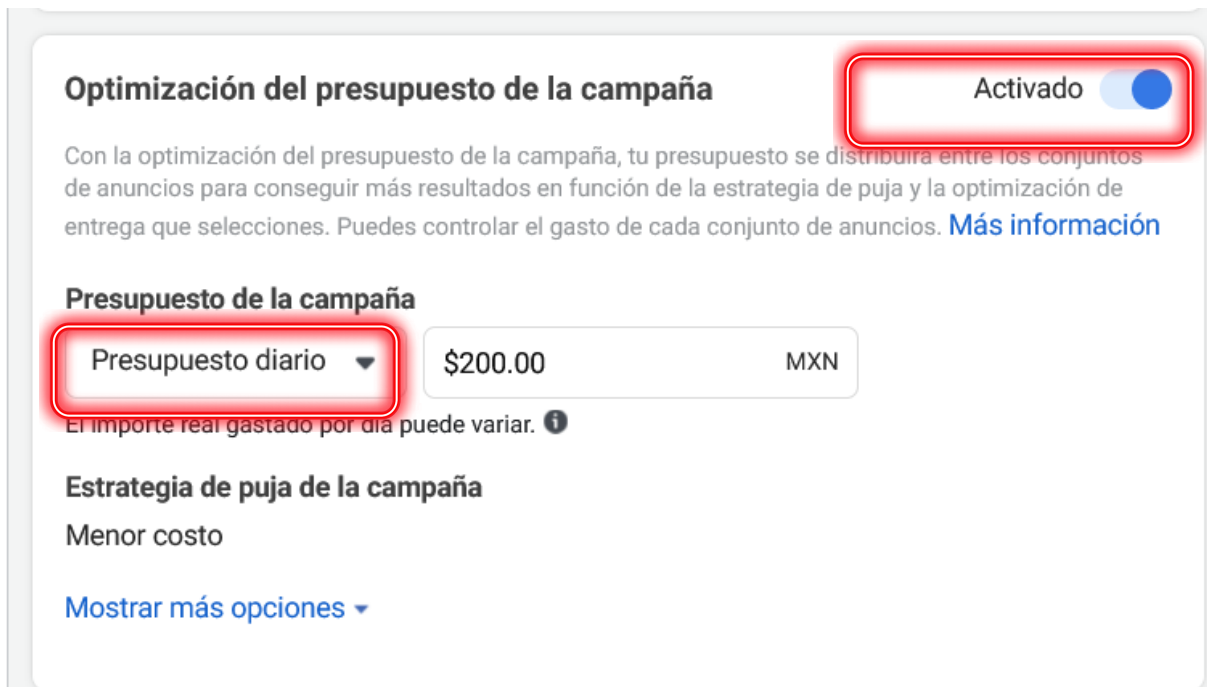 Optimización del presupuesto de la campaña
Activado
Con la optimización del presupuesto de la campaña, tu presupuesto se distribuirá entre los conjuntos
de anuncios para conseguir más resultados en función de la estrategia de puja y la optimización de
entrega que selecciones. Puedes controlar el gasto de cada conjunto de anuncios. Más información
Presupuesto de la campaña
Presupuesto diario
$200.00 MXN
El importe real gastado por día puede variar.
Estrategia de puja de la campaña
Menor costo
Mostrar más opciones